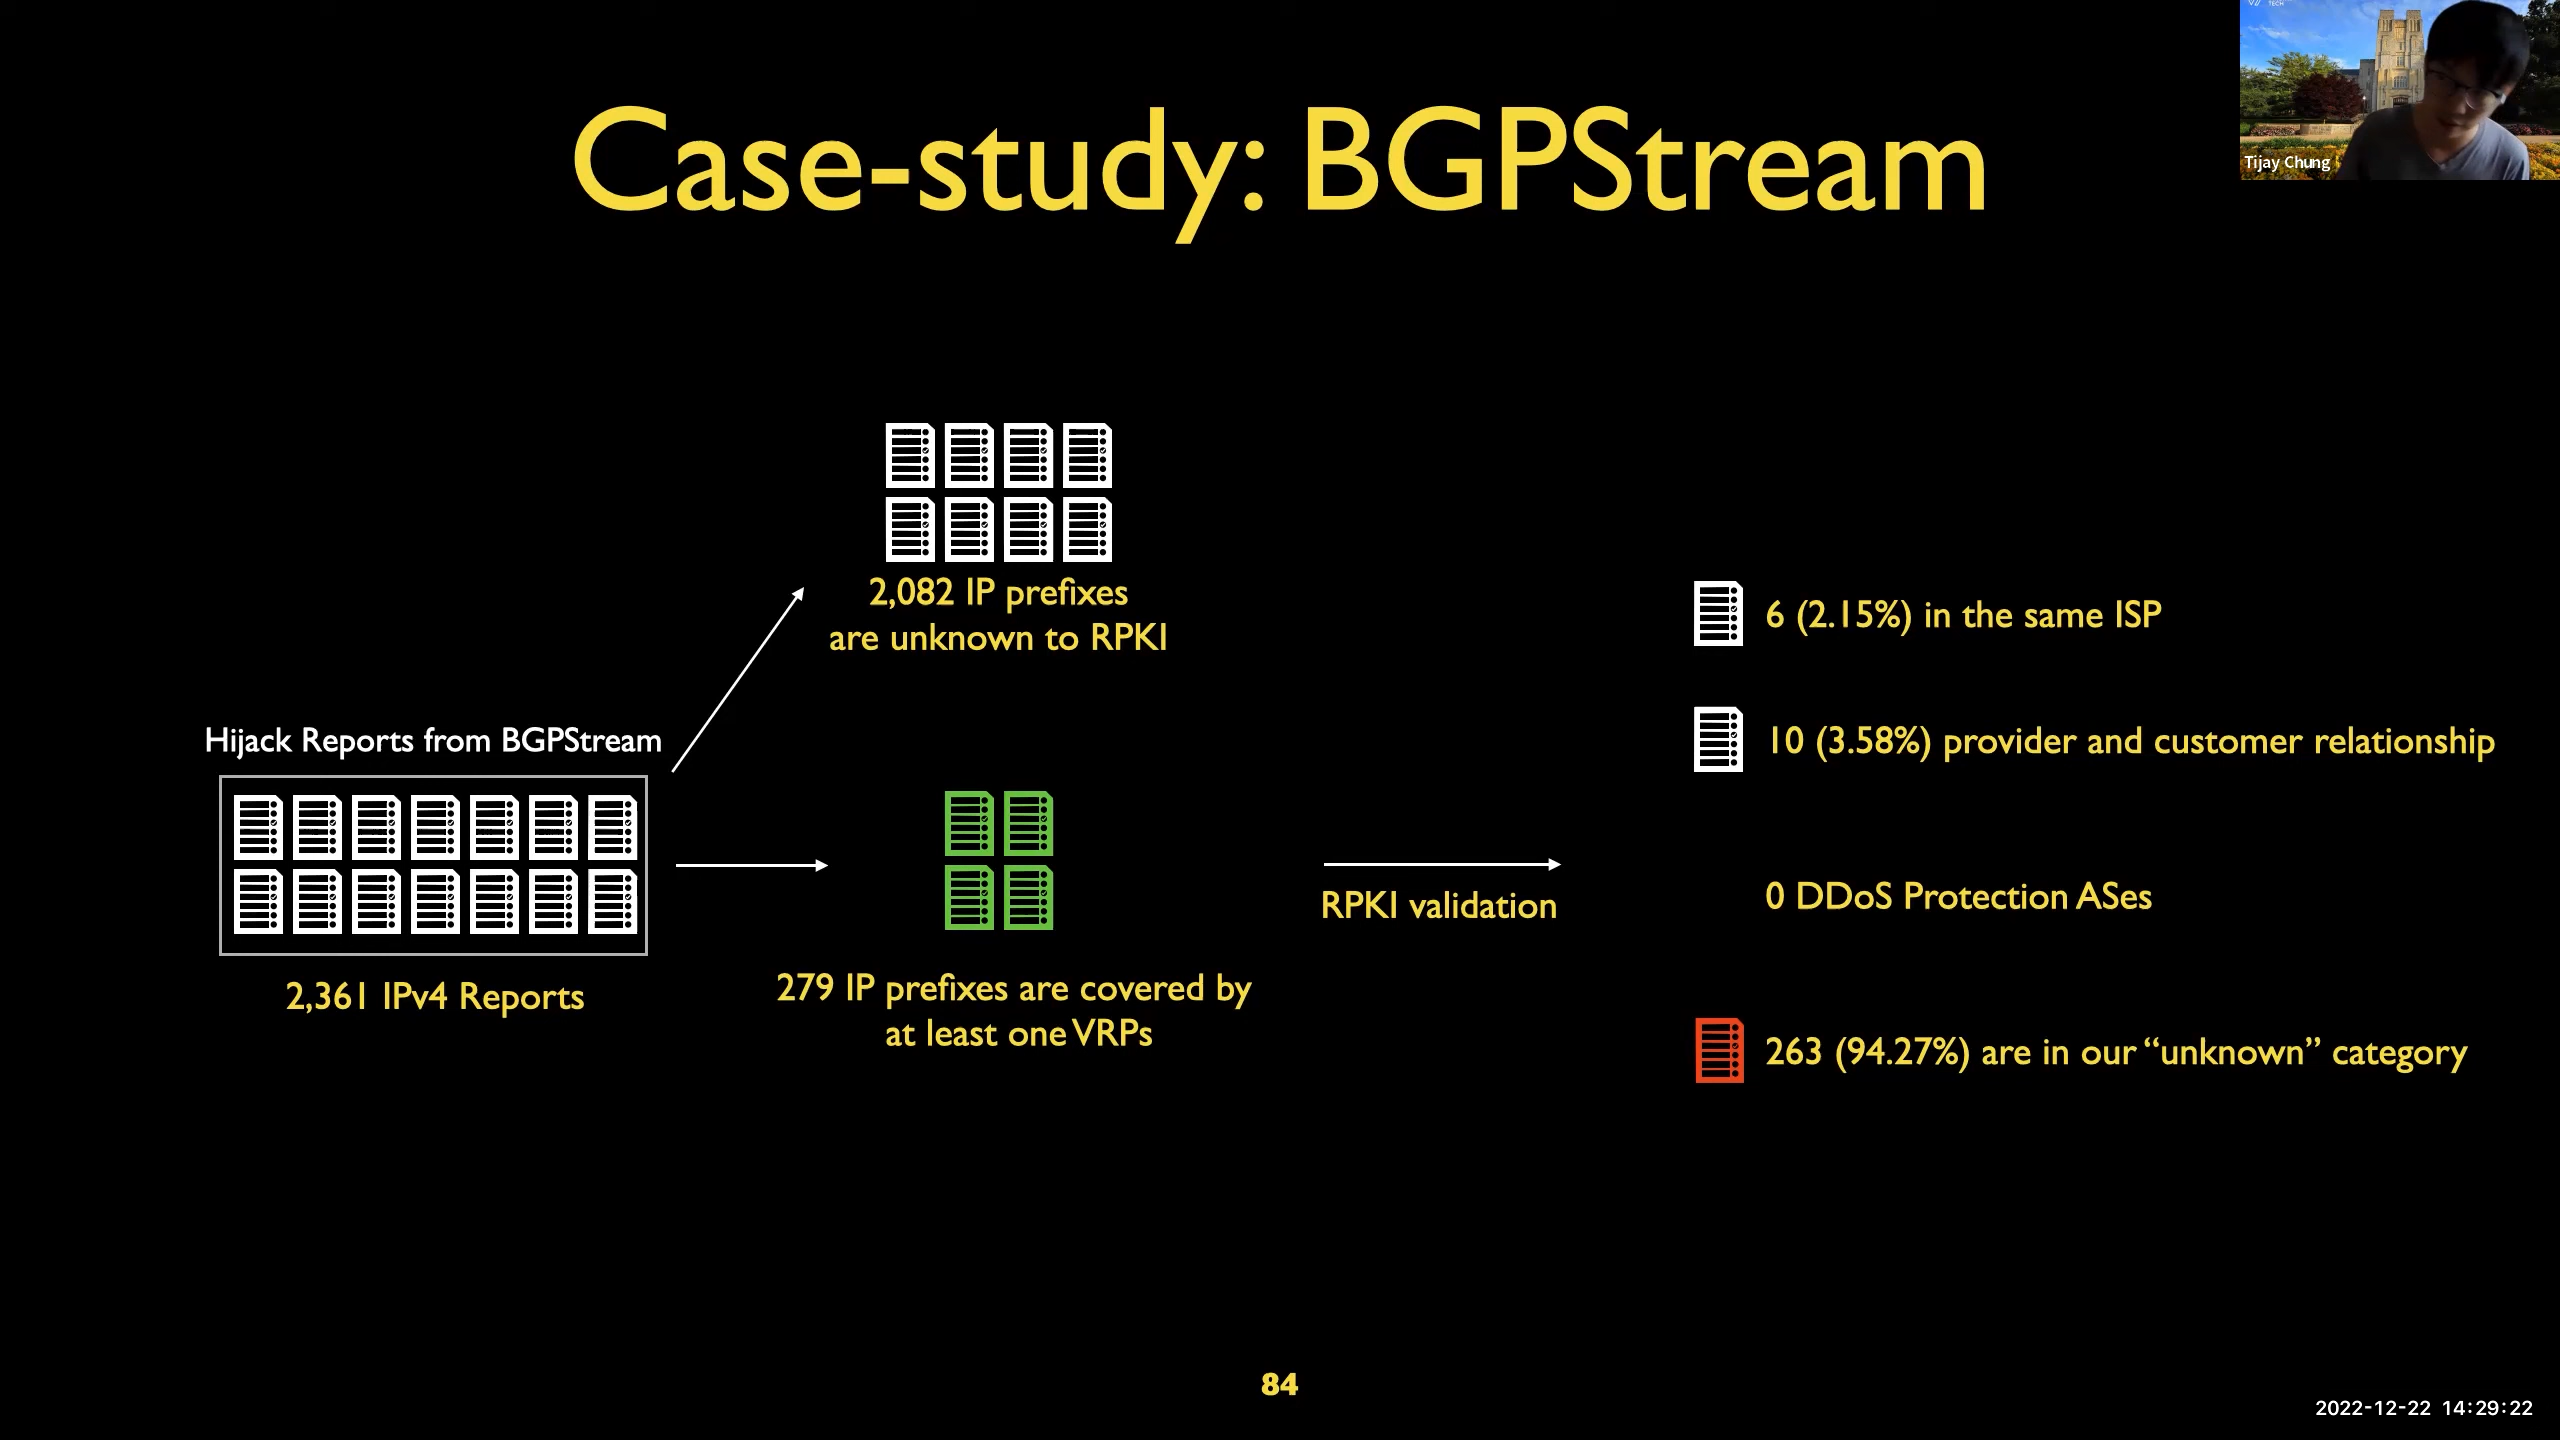 TECH
Tijay Chung
Case-study: BGPStream
2,082 IP prefixes
are unknown to RPKI
Hijack Reports from BGPStream
2,361 IPv4 Reports
279 IP prefixes are covered by
at least one VRPs
RPKI validation
6 (2.15%) in the same ISP
10 (3.58%) provider and customer relationship
0 DDoS Protection ASes
263 (94.27%) are in our “unknown” category
84
2022-12-22 14:29:22